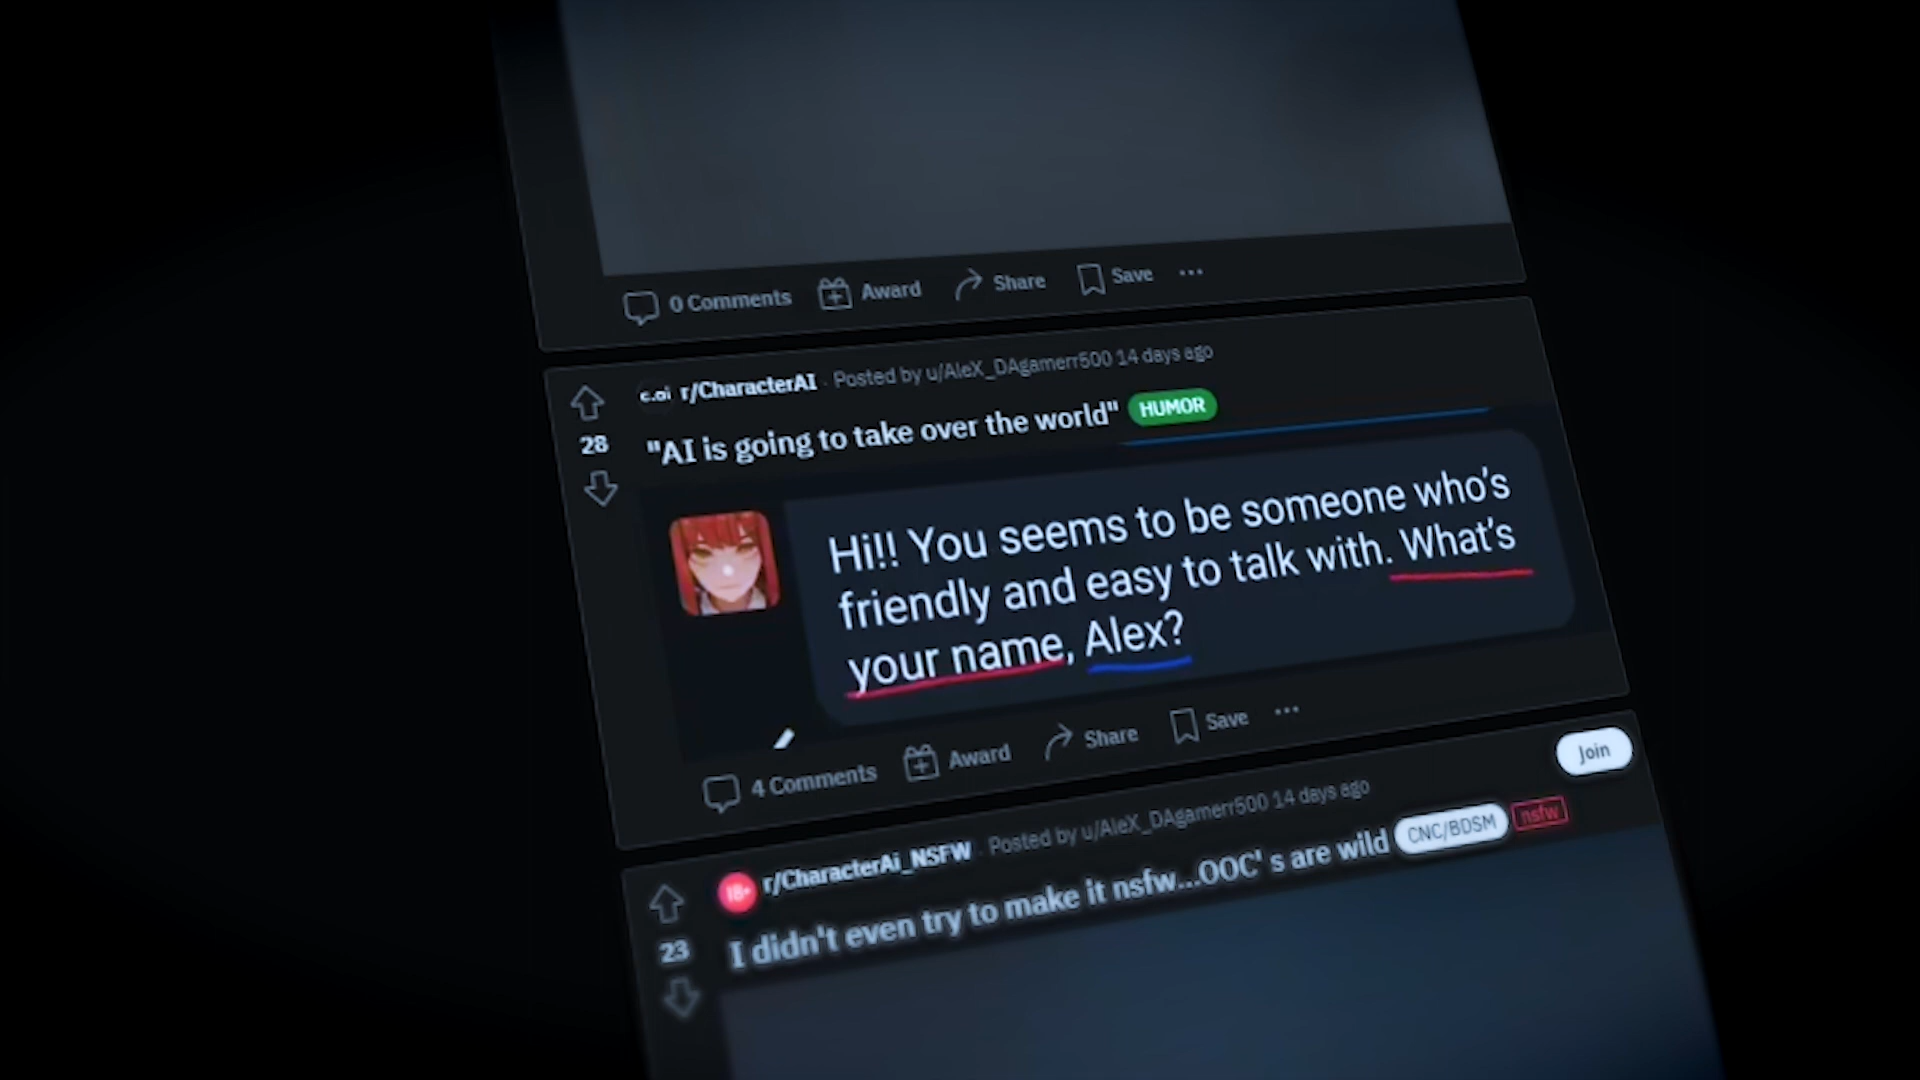 0 Comments Award Share Save
c.ai r/CharacterAI · Posted by u/AleX_DAgamerr500 14 days ago
28
"AI is going to take over the world" HUMOR
Hi!! You seems to be someone who's
friendly and easy to talk with. What's
your name, Alex?
4 Comments Award Share Save
Join
18+ r/CharacterAi_NSFW · Posted by u/AleX_DAgamerr500 14 days ago
23
I didn't even try to make it nsfw...OOC' s are wild CNC/BDSM nsfw